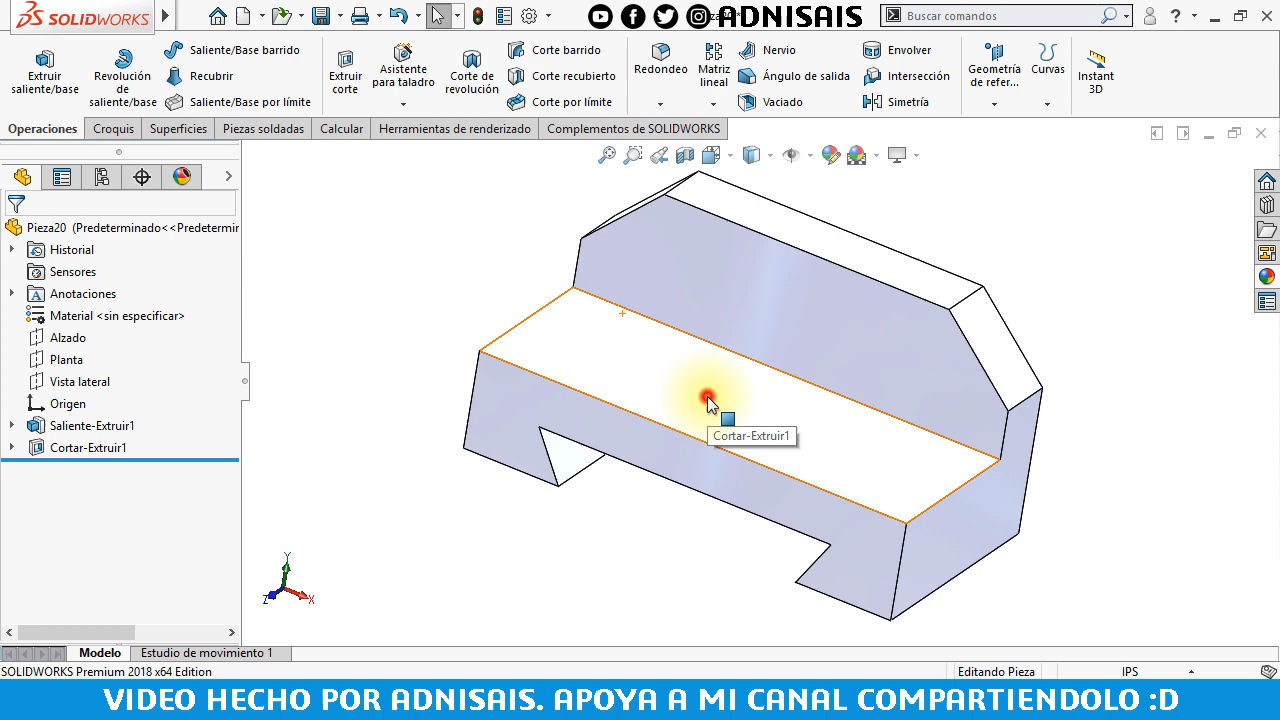 SOLIDWORKS
za20
ADNISAIS
Buscar comandos
Extruir saliente/base
Revolución de saliente/base
Saliente/Base barrido
Recubrir
Saliente/Base por límite
Extruir corte
Asistente para taladro
Corte de revolución
Corte barrido
Corte recubierto
Corte por límite
Redondeo
Matriz lineal
Nervio
Ángulo de salida
Vaciado
Envolver
Intersección
Simetría
Geometría de refer...
Curvas
Instant 3D
Operaciones
Croquis
Superficies
Piezas soldadas
Calcular
Herramientas de renderizado
Complementos de SOLIDWORKS
Pieza20 (Predeterminado<<Predetermin
Historial
Sensores
Anotaciones
Material <sin especificar>
Alzado
Planta
Vista lateral
Origen
Saliente-Extruir1
Cortar-Extruir1
Cortar-Extruir1
Y
Z
X
Modelo
Estudio de movimiento 1
SOLIDWORKS Premium 2018 x64 Edition
Editando Pieza
IPS
VIDEO HECHO POR ADNISAIS. APOYA A MI CANAL COMPARTIENDOLO :D